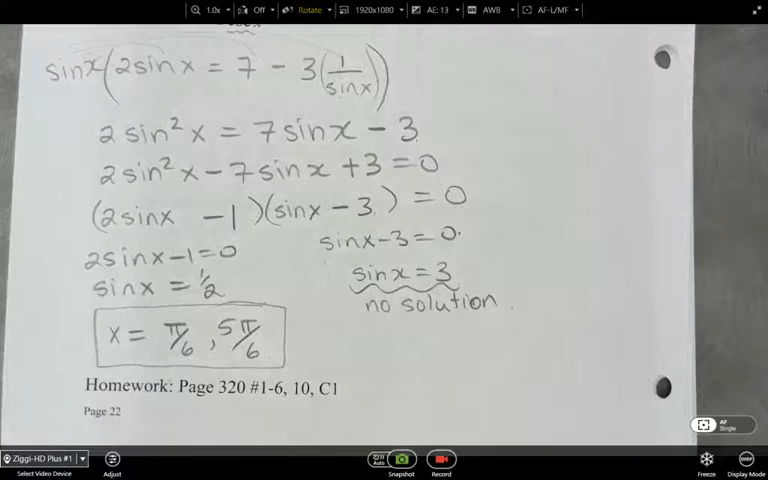 1.0x Off Rotate 1920x1080 AE: 13 AWB AF-L/MF
sinx(2sinx = 7 - 3(1/sinx))
2sin²x = 7sinx - 3
2sin²x - 7sinx + 3 = 0
(2sinx - 1)(sinx - 3) = 0
2sinx - 1 = 0
sinx - 3 = 0
sinx = 1/2
sinx = 3
no solution.
x = π/6, 5π/6
Homework: Page 320 #1-6, 10, C1
Page 22
AF
Single
Ziggi-HD Plus #1
Auto
Select Video Device Adjust Snapshot Record Freeze Display Mode